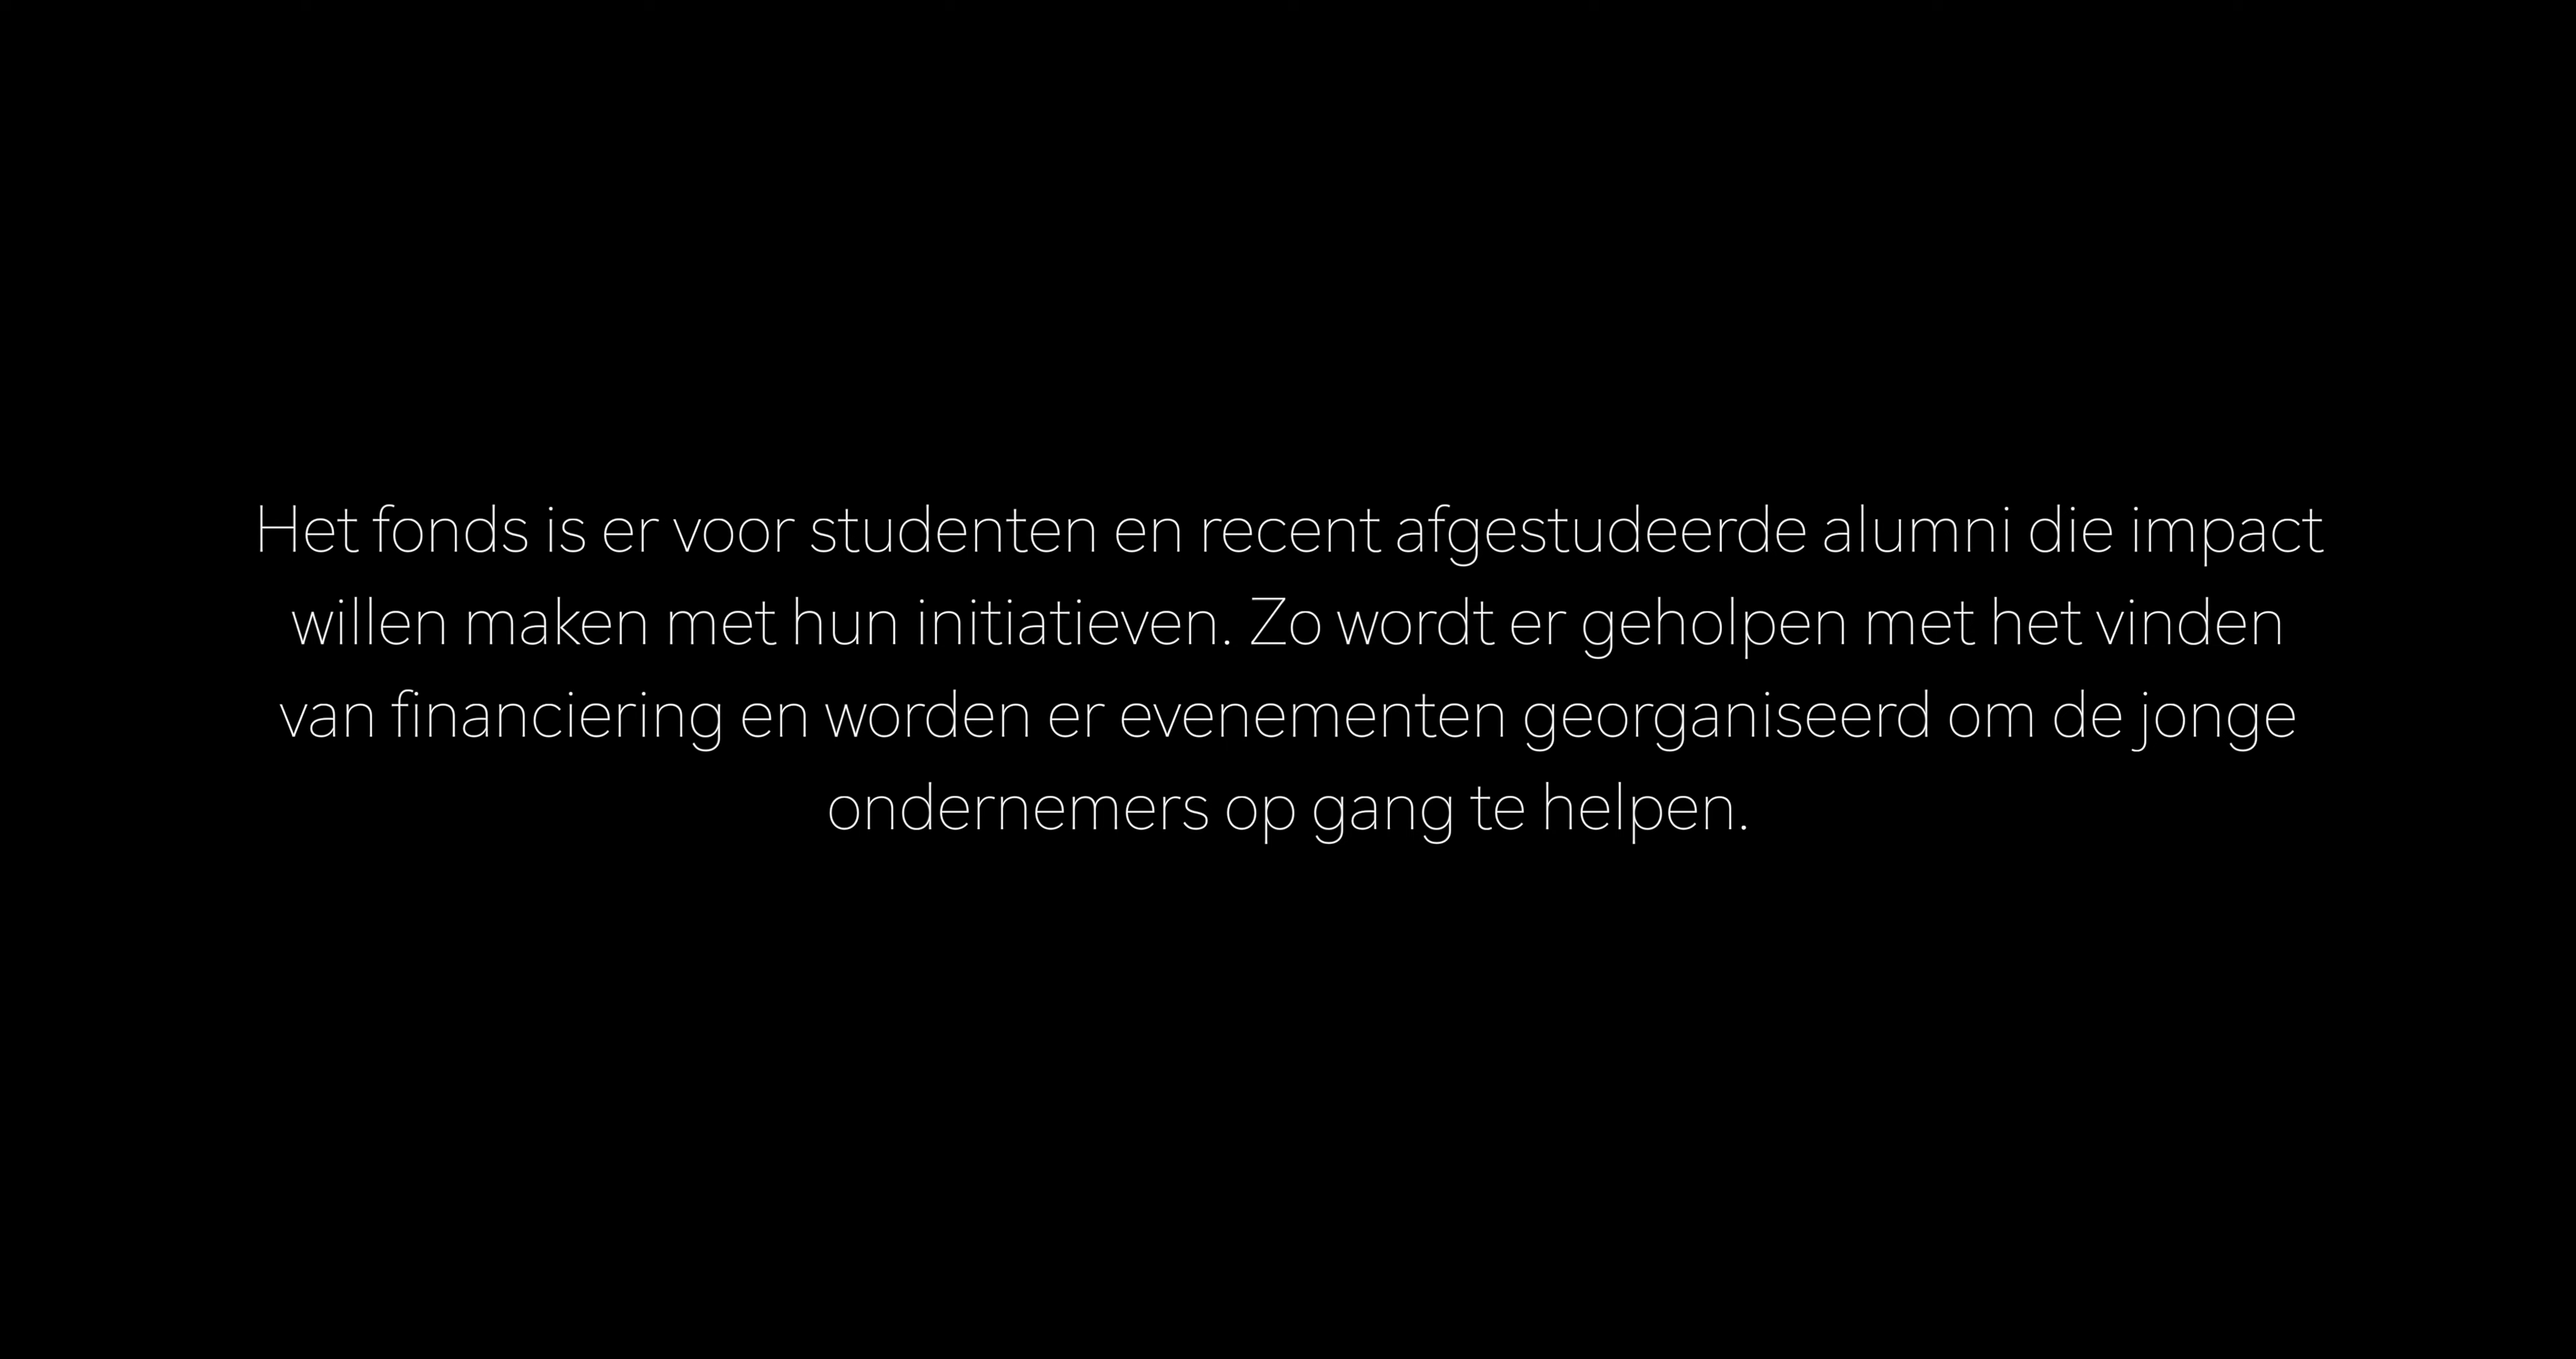 Het fonds is er voor studenten en recent afgestudeerde alumni die impact
willen maken met hun initiatieven. Zo wordt er geholpen met het vinden
van financiering en worden er evenementen georganiseerd om de jonge
ondernemers op gang te helpen.